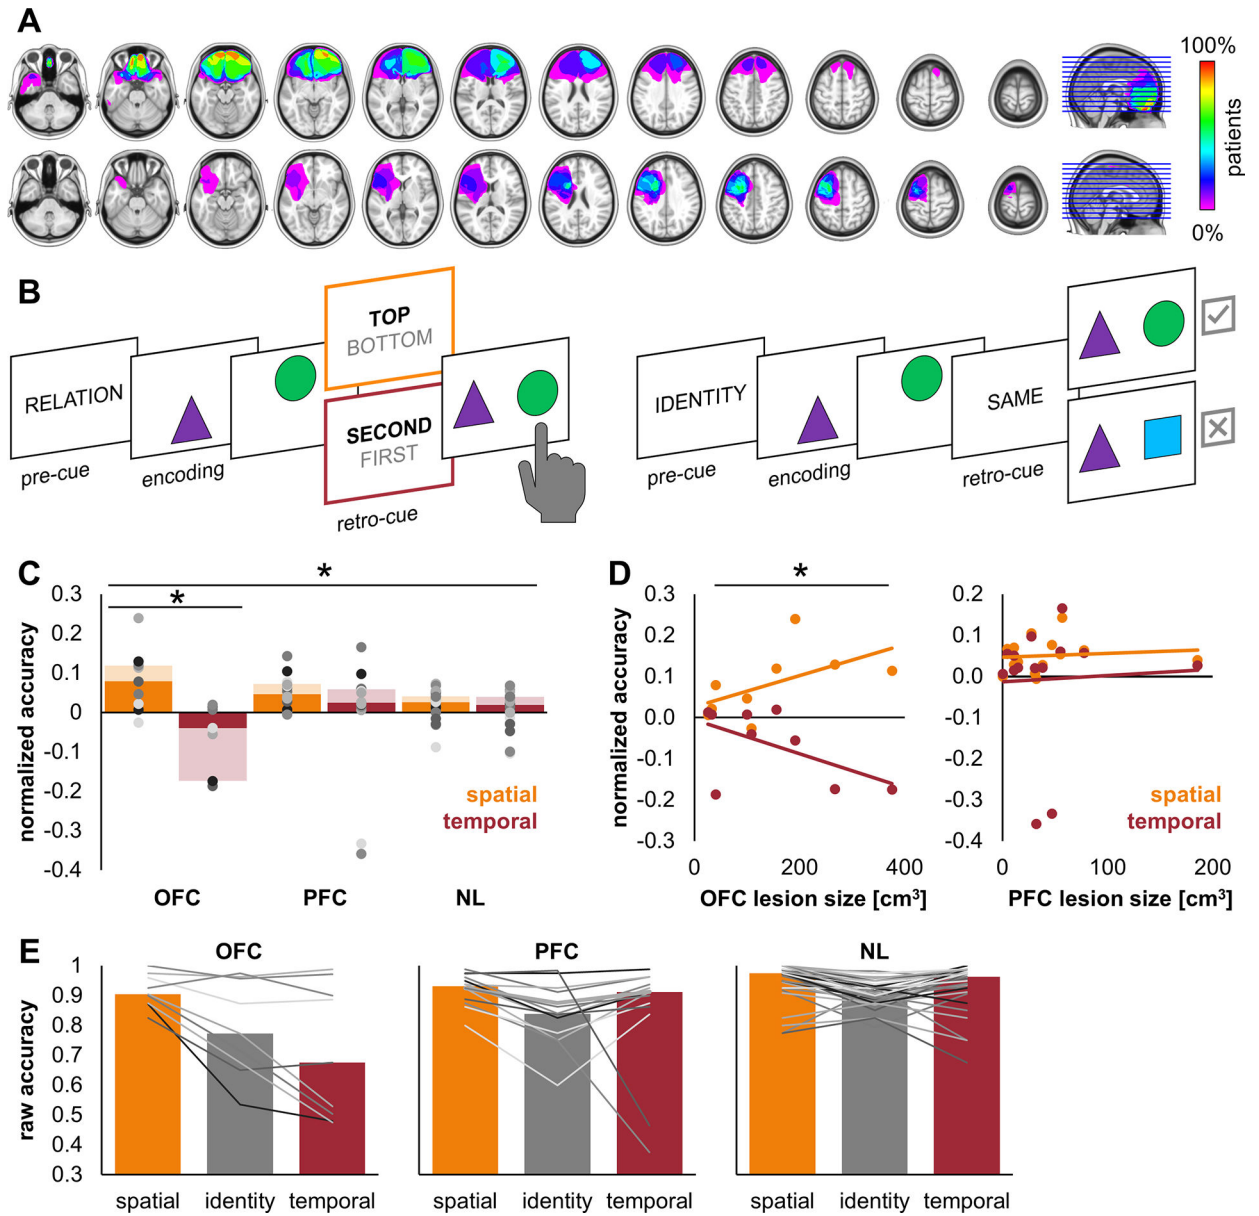 A
100%
patients
0%
B
RELATION
pre-cue
encoding
TOP
BOTTOM
SECOND
FIRST
retro-cue
IDENTITY
pre-cue
encoding
SAME
retro-cue
C
normalized accuracy
0.3
0.2
0.1
0
-0.1
-0.2
-0.3
-0.4
*
*
spatial
temporal
OFC
PFC
NL
D
normalized accuracy
0.3
0.2
0.1
0.0
-0.1
-0.2
-0.3
*
0
200
400
OFC lesion size [cm³]
0.2
0.1
0.0
-0.1
-0.2
-0.3
-0.4
spatial
temporal
0
100
200
PFC lesion size [cm³]
E
raw accuracy
1
0.9
0.8
0.7
0.6
0.5
0.4
0.3
OFC
spatial
identity
temporal
PFC
spatial
identity
temporal
NL
spatial
identity
temporal